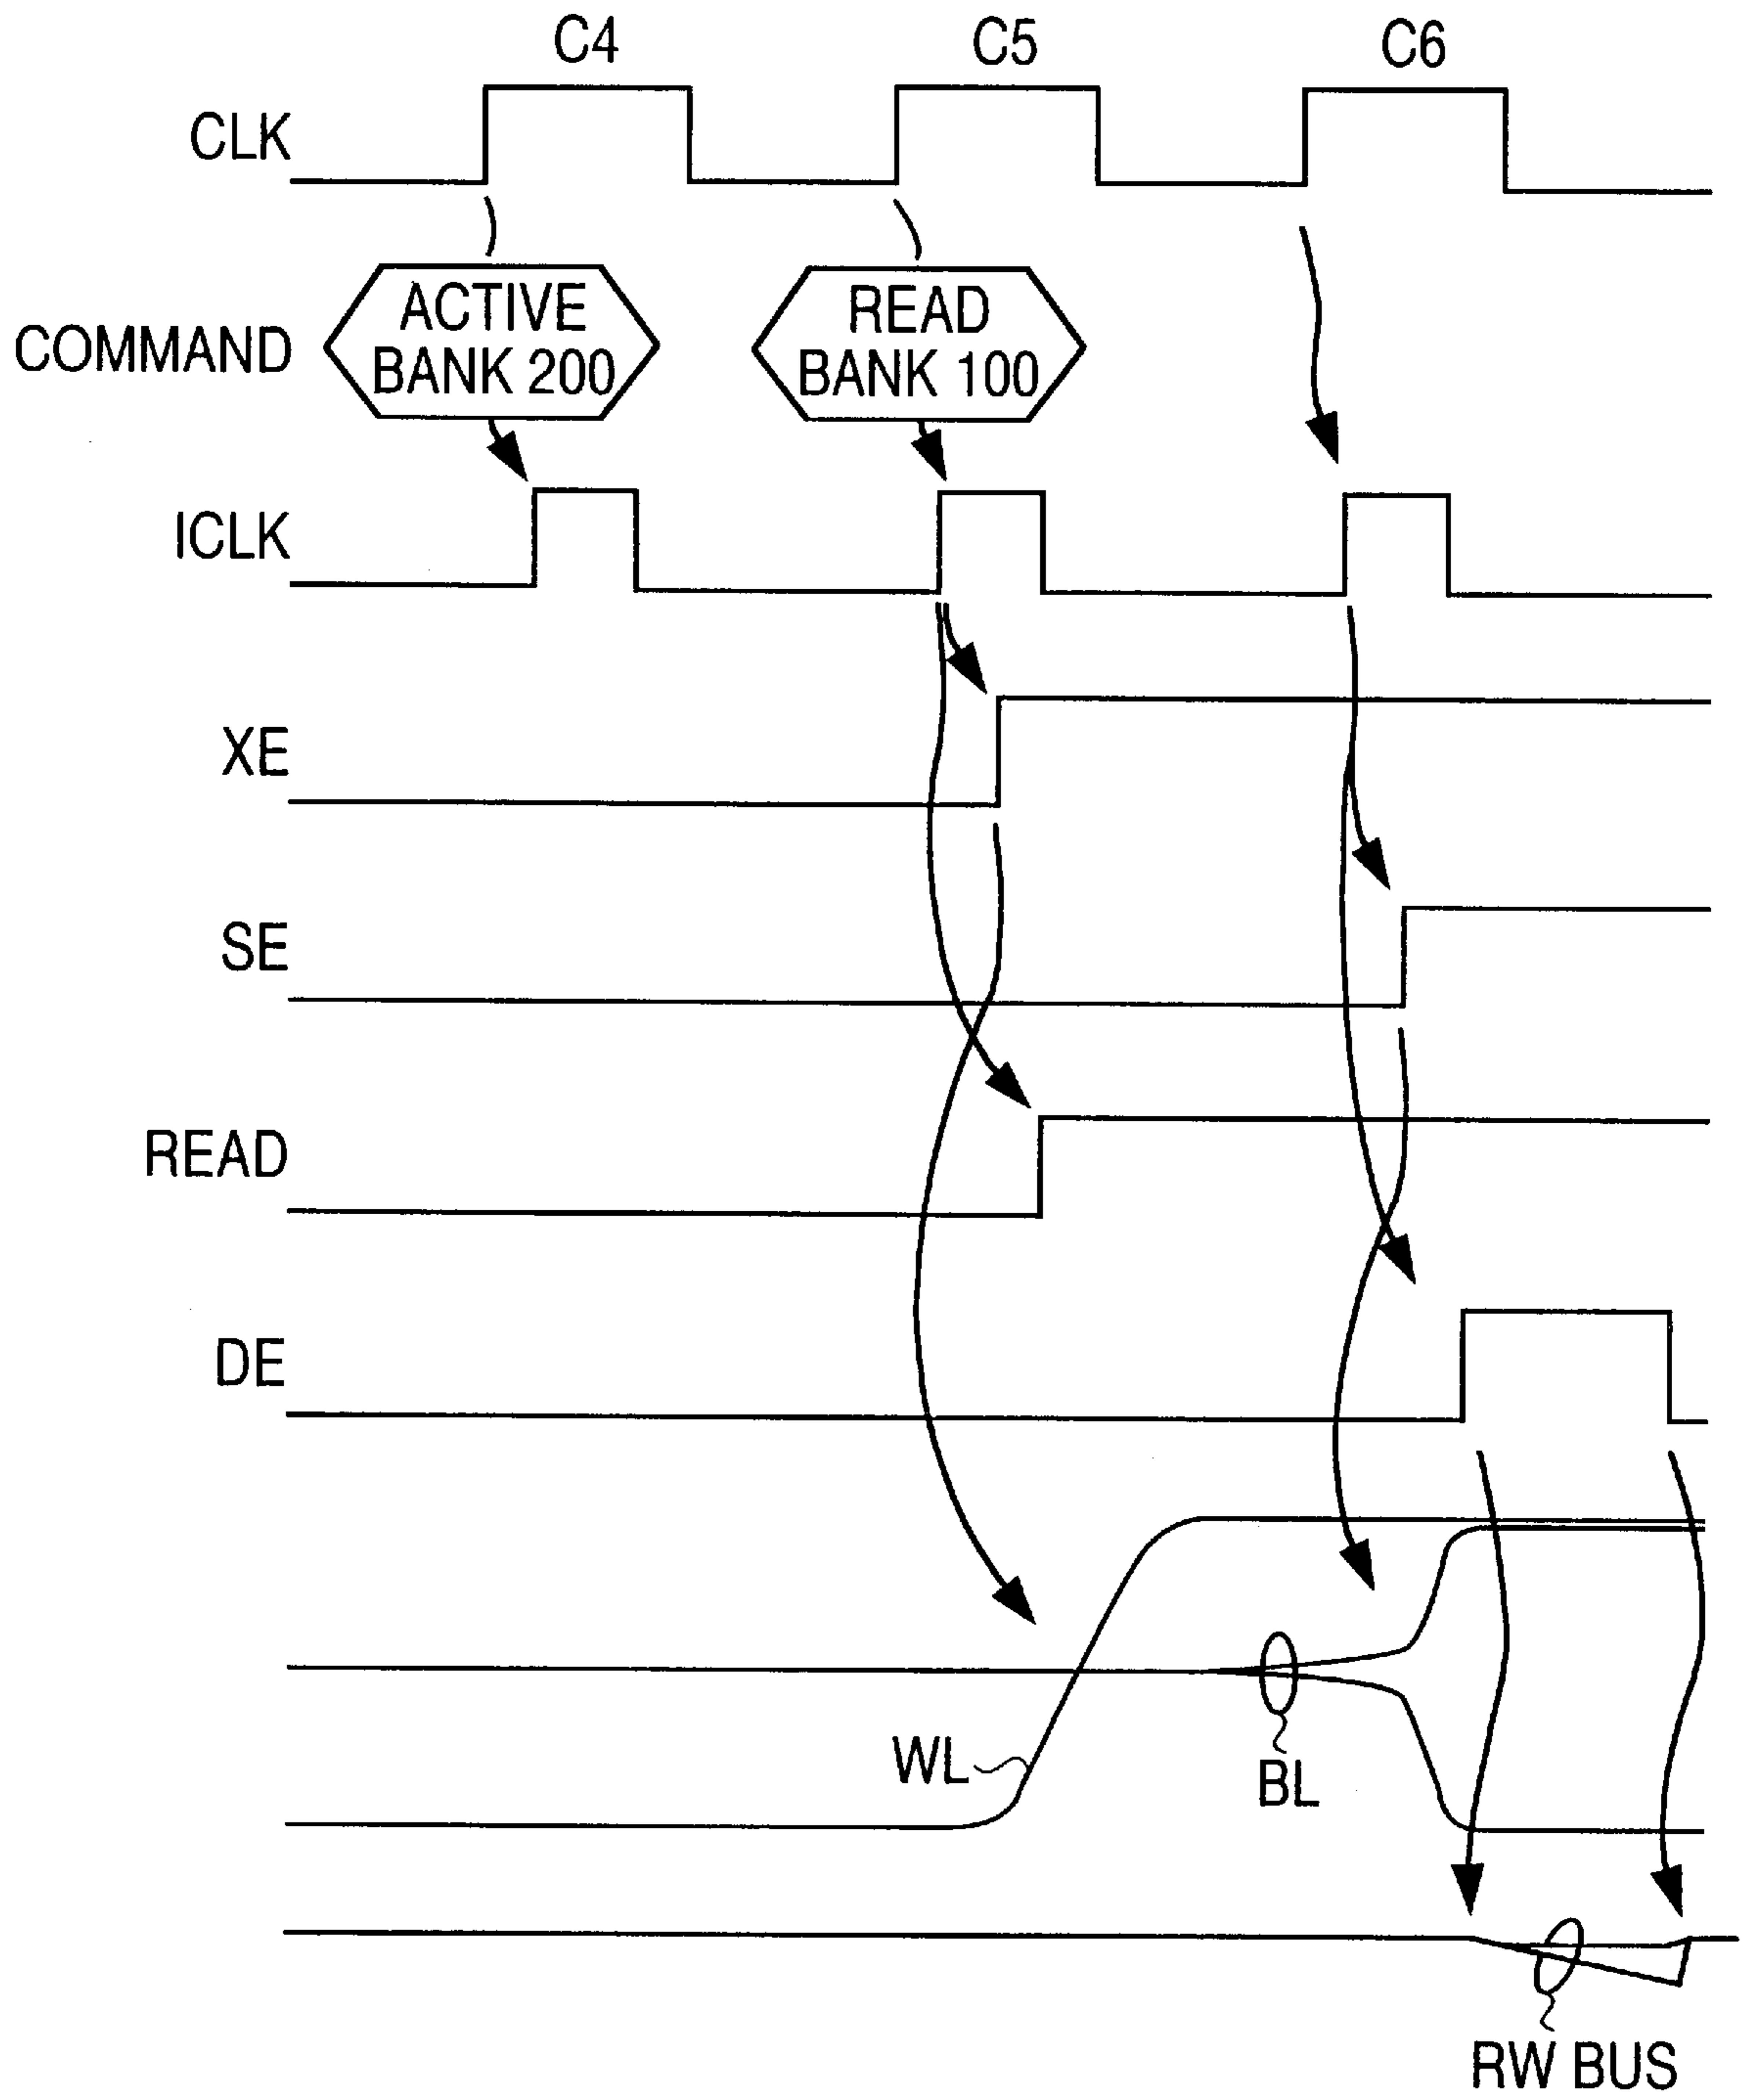 C4 C5 C6
CLK
COMMAND
ACTIVE
BANK 200
READ
BANK 100
ICLK
XE
SE
READ
DE
WL
BL
RW BUS